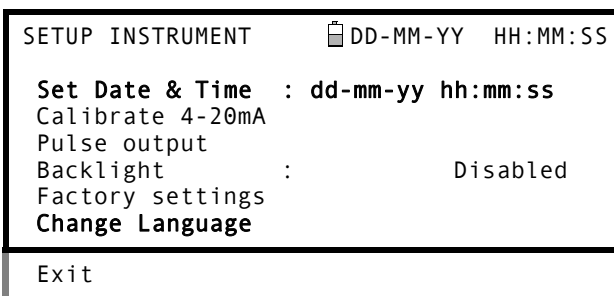 SETUP INSTRUMENT DD-MM-YY HH:MM:SS
Set Date & Time : dd-mm-yy hh:mm:ss
Calibrate 4-20mA
Pulse output
Backlight : Disabled
Factory settings
Change Language
Exit